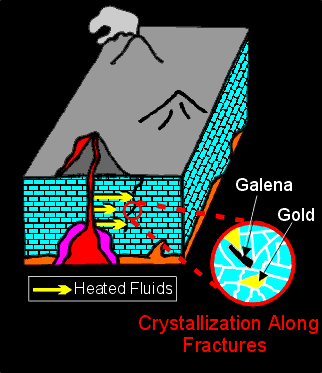 Galena
Gold
Heated Fluids
Crystallization Along
Fractures